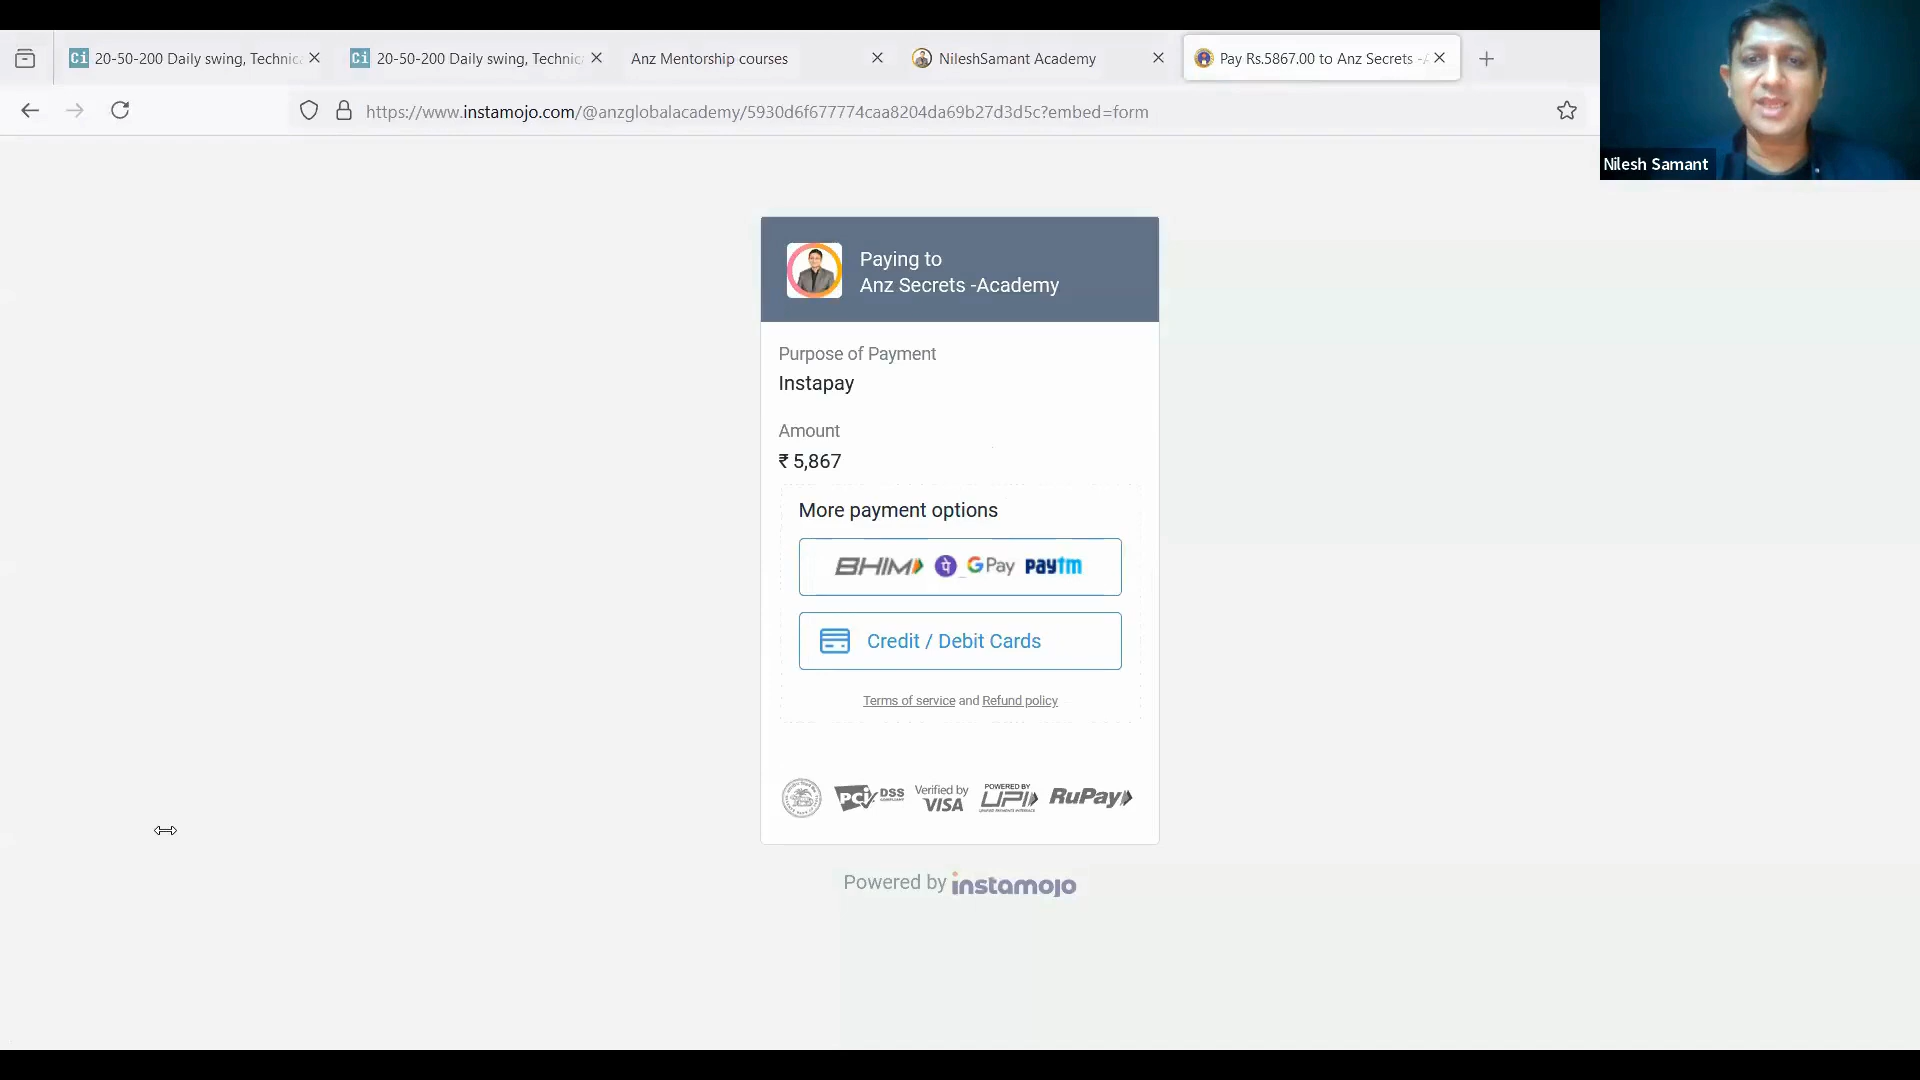 20-50-200 Daily swing, Technic
20-50-200 Daily swing, Technic
Anz Mentorship courses
NileshSamant Academy
Pay Rs.5867.00 to Anz Secrets -
https://www.instamojo.com/@anzglobalacademy/5930d6f677774caa8204da69b27d3d5c?embed=form
Nilesh Samant
Paying to
Anz Secrets -Academy
Purpose of Payment
Instapay
Amount
₹ 5,867
More payment options
BHIM पे G Pay paytm
Credit / Debit Cards
Terms of service and Refund policy
PCI DSS COMPLIANT
Verified by
VISA
POWERED BY
UPI
RuPay
Powered by instamojo